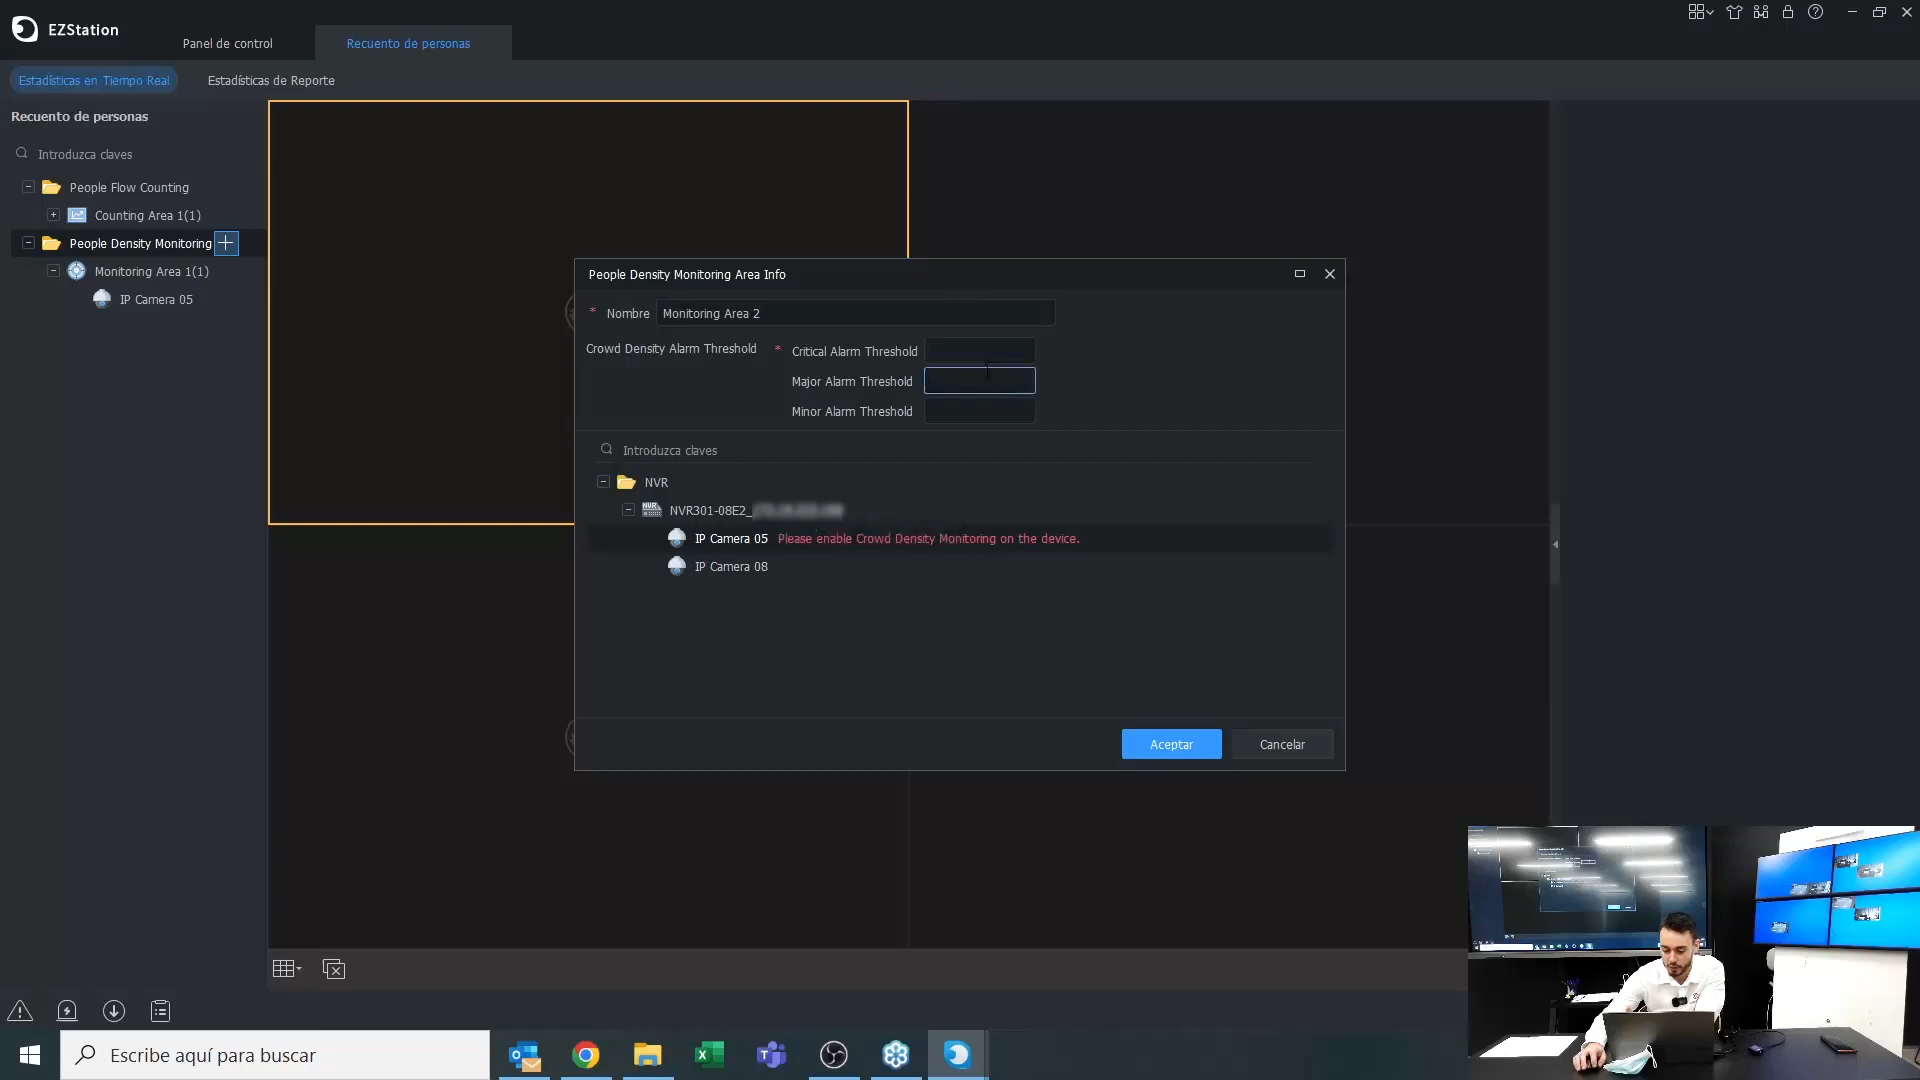 EZStation
Panel de control
Recuento de personas
Estadísticas en Tiempo Real
Estadísticas de Reporte
Recuento de personas
Introduzca claves
People Flow Counting
Counting Area 1(1)
People Density Monitoring
Monitoring Area 1(1)
IP Camera 05
People Density Monitoring Area Info
* Nombre Monitoring Area 2
Crowd Density Alarm Threshold * Critical Alarm Threshold
Major Alarm Threshold
Minor Alarm Threshold
Introduzca claves
NVR
NVR301-08E2_
IP Camera 05 Please enable Crowd Density Monitoring on the device.
IP Camera 08
Aceptar
Cancelar
Escribe aquí para buscar